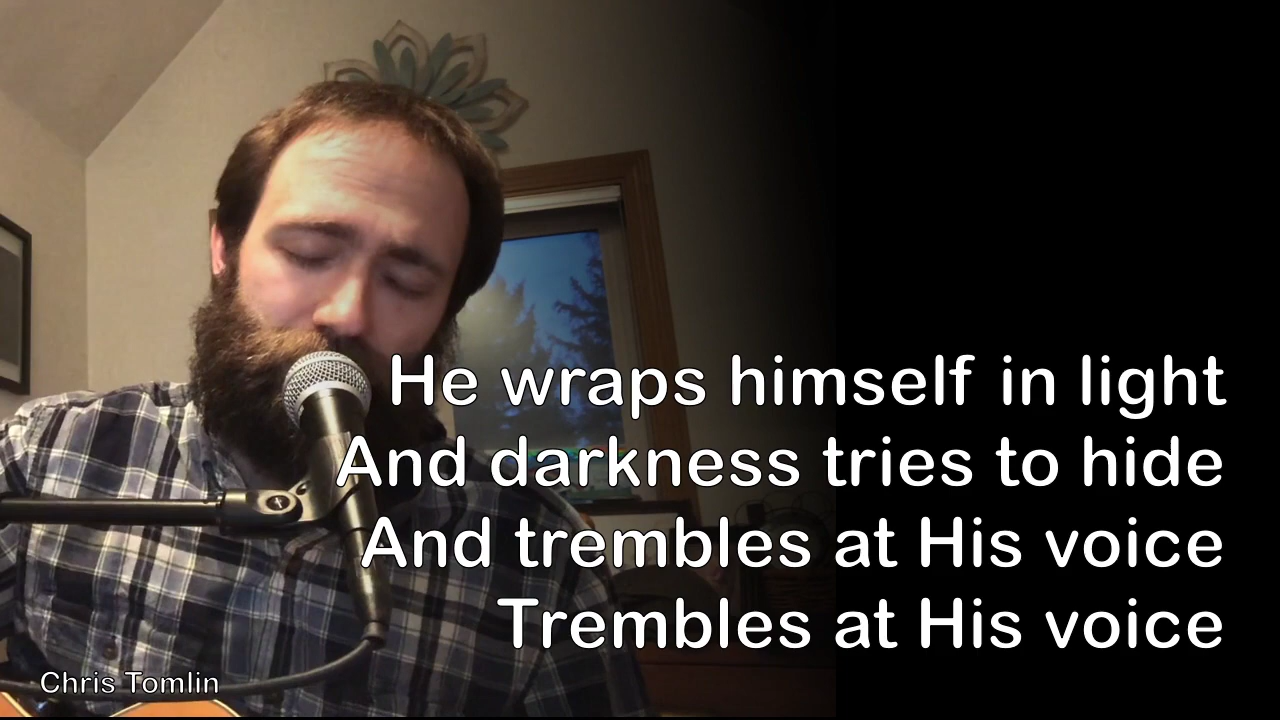 He wraps himself in light
And darkness tries to hide
And trembles at His voice
Trembles at His voice
Chris Tomlin